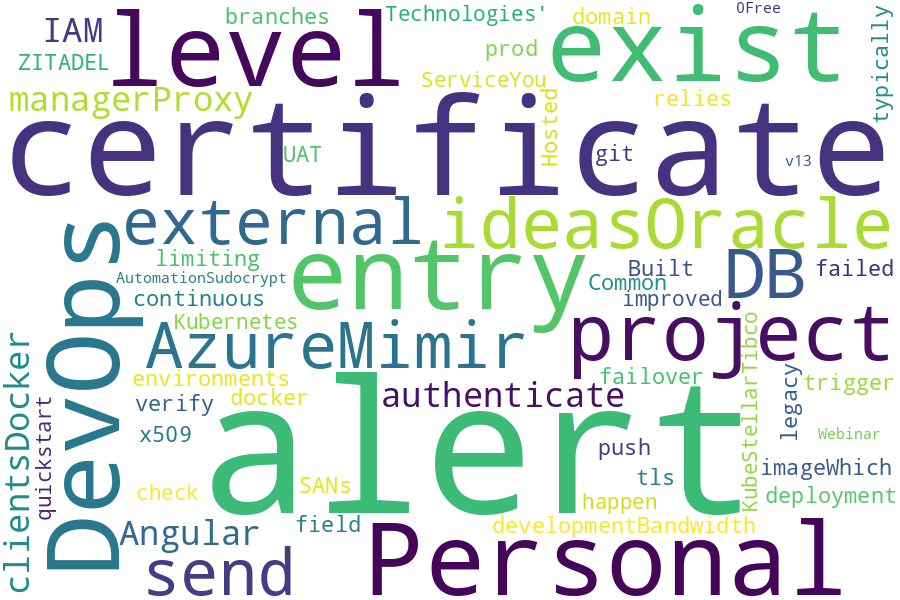 branches
Technologies'
domain
OFree
IAM
level
exist
typically
ZITADEL
prod
ServiceYou
managerProxy
Hosted
relies
certificate
UAT
git
v13
external
ideasOracle
DevOps
limiting
entry
Built
DB
failed
AutomationSudocrypt
Common
continuous
improved
Kubernetes
AzureMimir
project
KubeStellarTibco
clientsDocker
environments
failover
legacy
trigger
docker
authenticate
verify
quickstart
alert
x509
push
Webinar
tls
imageWhich
check
SANs
happen
deployment
Angular
field
developmentBandwidth
send
Personal